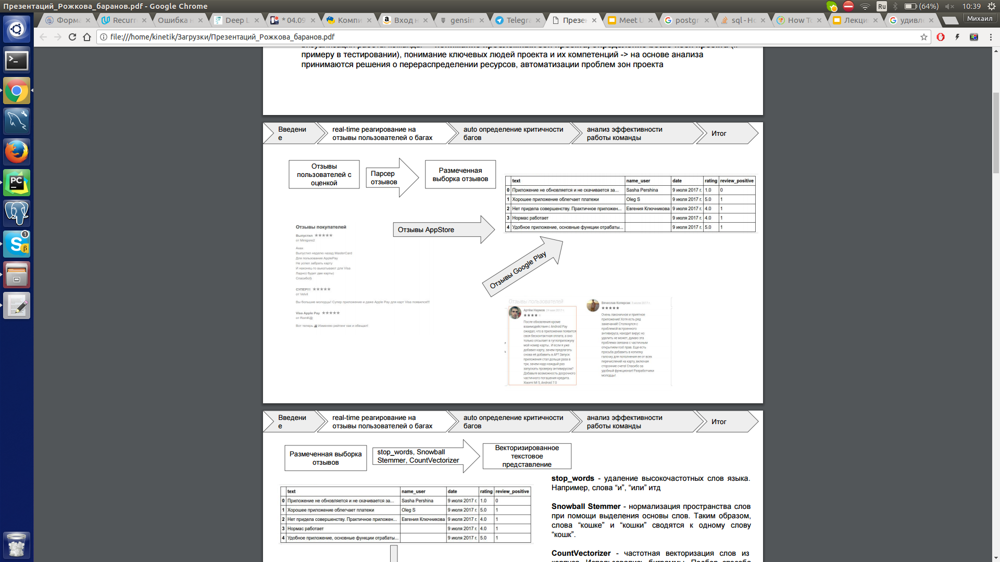 Презентаций_Рожкова_баранов.pdf - Google Chrome
Ru
(64%)
10:39
Форма
Recurr
Ошибка н
Deep L
* 04.09
Компи
Вход н
gensim
Telegra
Презен
Meet U
postgr
sql - Ho
How To
Лекци
удивл
Михаил
file:///home/kinetik/Загрузки/Презентаций_Рожкова_баранов.pdf
примеру в тестировании), понимание ключевых людей проекта и их компетенций -> на основе анализа
принимаются решения о перераспределении ресурсов, автоматизации проблем зон проекта
Введени
е
real-time реагирование на
отзывы пользователей о багах
auto определение критичности
багов
анализ эффективности
работы команды
Итог
Отзывы
пользователей с
оценкой
Парсер
отзывов
Размеченная
выборка отзывов
text name_user date rating review_positive
0 Приложение не обновляется и не скачивается за... Sasha Pershina 9 июля 2017 г. 1.0 0
1 Хорошее приложение облегчает платежи Oleg S 9 июля 2017 г. 5.0 1
2 Нет придела совершенству. Практичное приложен... Евгения Ключникова 9 июля 2017 г. 4.0 1
3 Нормас работает 9 июля 2017 г. 4.0 1
4 Удобное приложение, основные функции отрабаты... 9 июля 2017 г. 5.0 1
Отзывы AppStore
Отзывы Google Play
Отзывы покупателей
Выпустил ★★★★★
от Minigore2
Ахах
Выпустил неделю назад MasterCard
Для пользования ApplePay
Не успел забрать карту
И наконец-то выкатывают для Visa
Ладно) будет две карты)
Спасибо
СУПЕР!!! ★★★★★
от Velvil
Вы большие молодцы! Супер приложение и даже Apple Pay для карт Visa появился!!!
Visa Apple Pay ★★★★★
от RomK@
Вот теперь Изменяю рейтинг как и обещал!
Отзывы пользователей
Артём Наумов 24 мая 2017 г.
★★★★★
После обновления кроме
взаимодействия с Android Pay
ожидал, что в приложении появится
своя бесконтактная оплата, а оно
только отсылает в гуглоприложуху
мой номер карты.. И если я уже
добавил карту, зачем предлагать
снова её добавить в AP? Запуск
приложения стал дольше раза в
три, зачем надо каждый раз
запускать проверку антивирусом?
Добавьте возможность досрочного
частичного погашения кредита
Xiaomi MI 5, Android 7.0
Вячеслав Коперсак 3 июля 2017 г.
★★★★★
Очень лаконичное и приятное
приложение! Хотя есть ряд
замечаний! Столкнулся с
проблемой встроенного
антивируса, находит вирус но
удалить не может, думаю эта
проблема связана с частичным
открытием root прав. Еще есть
просьба добавить в копилку
галочку для пополнения ее от всех
перечислений на карту, включая
сторонние счета! Спасибо за
удобный функционал! Разработчики
молодцы!
Введени
е
real-time реагирование на
отзывы пользователей о багах
auto определение критичности
багов
анализ эффективности
работы команды
Итог
Размеченная выборка
отзывов
stop_words, Snowball
Stemmer, CountVectorizer
Векторизированное
текстовое
представление
text name_user date rating review_positive
0 Приложение не обновляется и не скачивается за... Sasha Pershina 9 июля 2017 г. 1.0 0
1 Хорошее приложение облегчает платежи Oleg S 9 июля 2017 г. 5.0 1
2 Нет придела совершенству. Практичное приложен... Евгения Ключникова 9 июля 2017 г. 4.0 1
3 Нормас работает 9 июля 2017 г. 4.0 1
4 Удобное приложение, основные функции отрабаты... 9 июля 2017 г. 5.0 1
stop_words - удаление высокочастотных слов языка.
Например, слова “и”, “или” итд
Snowball Stemmer - нормализация пространства слов
при помощи выделения основы слов. Таким образом,
слова “кошке” и “кошки” сводятся к одному слову
“кошк”.
CountVectorizer - частотная векторизация слов из